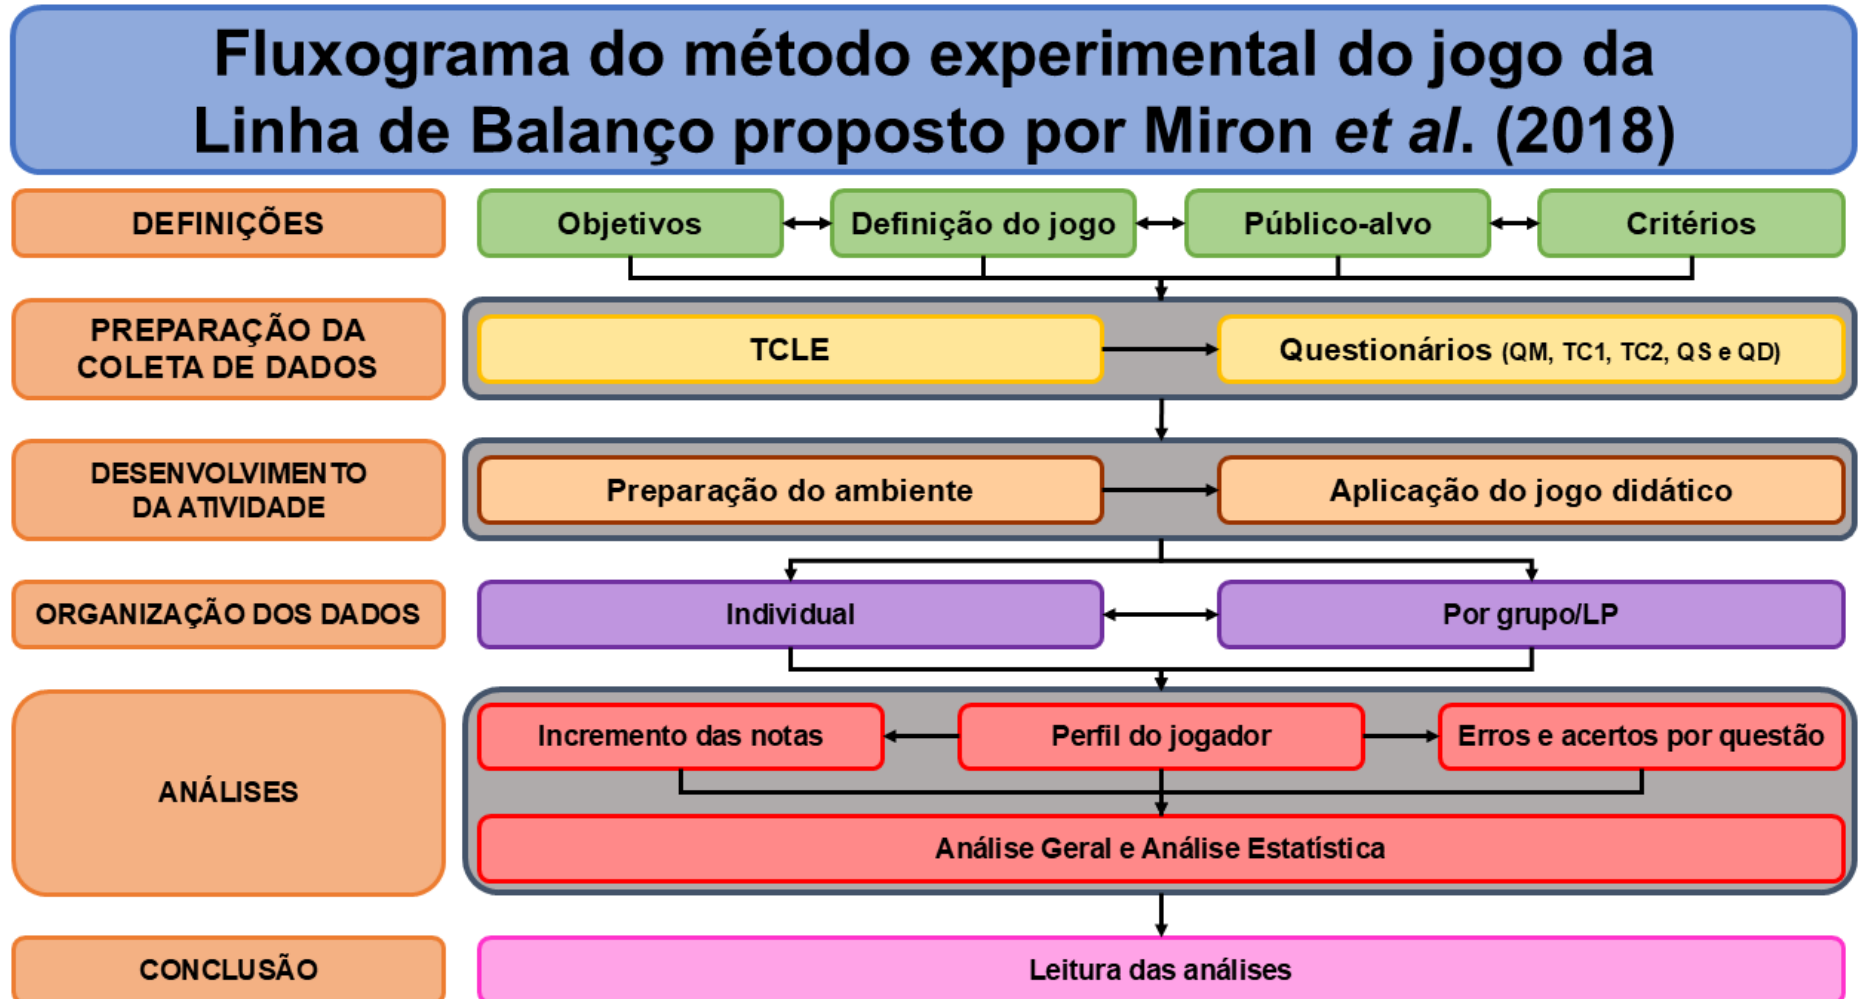 Fluxograma do método experimental do jogo da
Linha de Balanço proposto por Miron et al. (2018)
DEFINIÇÕES
Objetivos
Definição do jogo
Público-alvo
Critérios
PREPARAÇÃO DA
COLETA DE DADOS
TCLE
Questionários (QM, TC1, TC2, QS e QD)
DESENVOLVIMENTO
DA ATIVIDADE
Preparação do ambiente
Aplicação do jogo didático
ORGANIZAÇÃO DOS DADOS
Individual
Por grupo/LP
ANÁLISES
Incremento das notas
Perfil do jogador
Erros e acertos por questão
Análise Geral e Análise Estatística
CONCLUSÃO
Leitura das análises